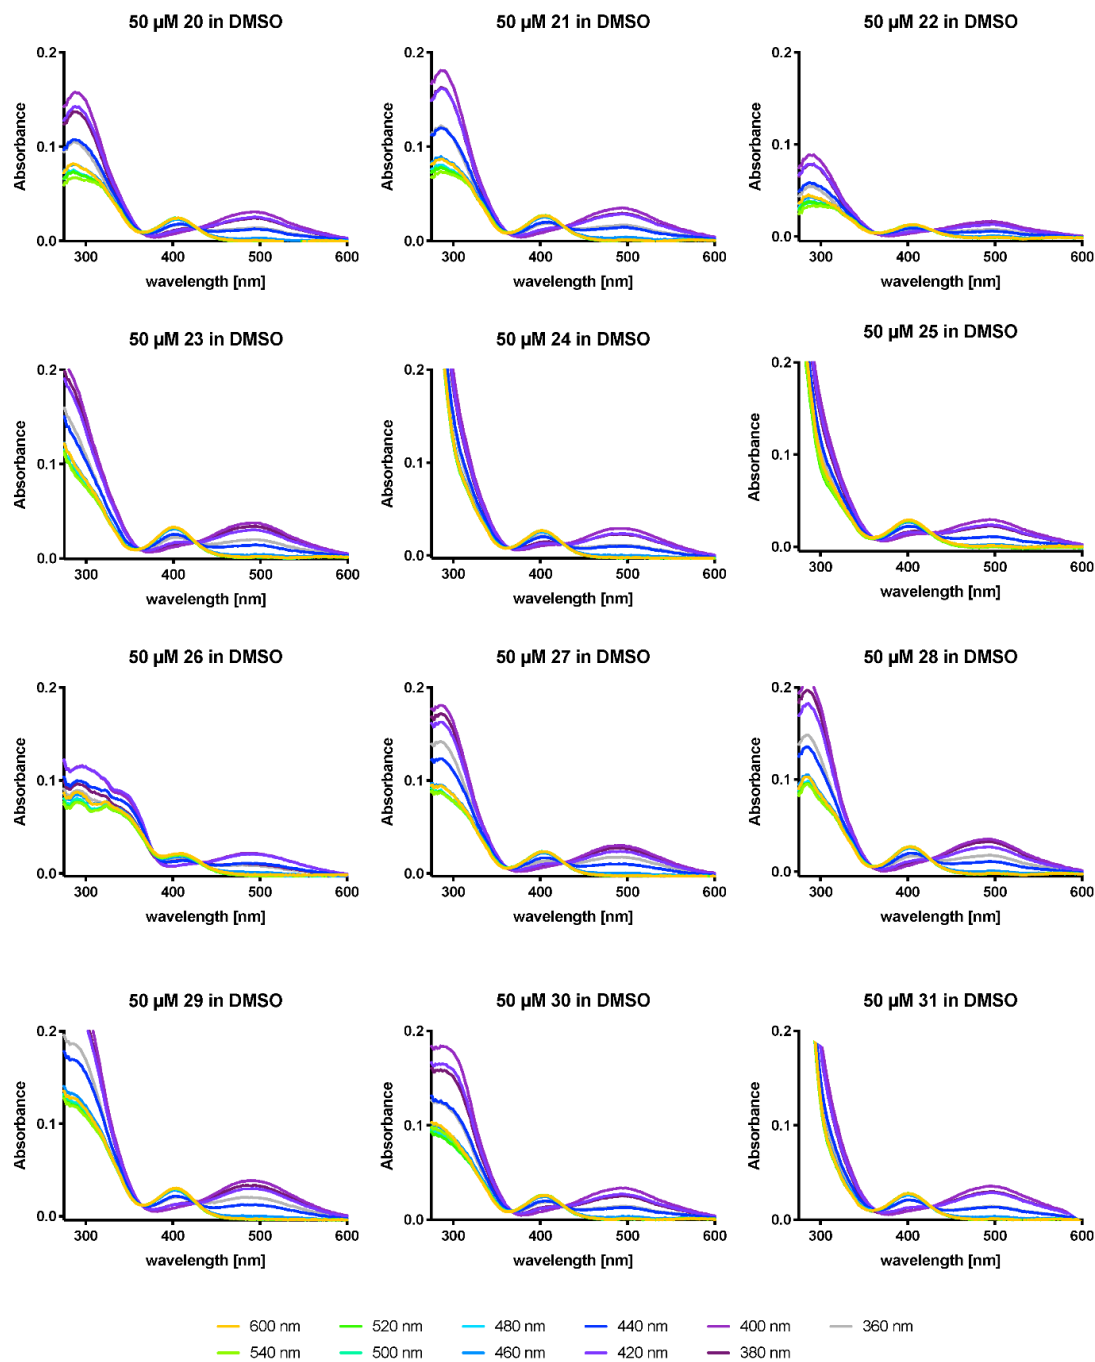 50 µM 20 in DMSO
0.2
0.1
0.0
Absorbance
300 400 500 600
wavelength [nm]
50 µM 21 in DMSO
0.2
0.1
0.0
Absorbance
300 400 500 600
wavelength [nm]
50 µM 22 in DMSO
0.2
0.1
0.0
Absorbance
300 400 500 600
wavelength [nm]
50 µM 23 in DMSO
0.2
0.1
0.0
Absorbance
300 400 500 600
wavelength [nm]
50 µM 24 in DMSO
0.2
0.1
0.0
Absorbance
300 400 500 600
wavelength [nm]
50 µM 25 in DMSO
0.2
0.1
0.0
Absorbance
300 400 500 600
wavelength [nm]
50 µM 26 in DMSO
0.2
0.1
0.0
Absorbance
300 400 500 600
wavelength [nm]
50 µM 27 in DMSO
0.2
0.1
0.0
Absorbance
300 400 500 600
wavelength [nm]
50 µM 28 in DMSO
0.2
0.1
0.0
Absorbance
300 400 500 600
wavelength [nm]
50 µM 29 in DMSO
0.2
0.1
0.0
Absorbance
300 400 500 600
wavelength [nm]
50 µM 30 in DMSO
0.2
0.1
0.0
Absorbance
300 400 500 600
wavelength [nm]
50 µM 31 in DMSO
0.2
0.1
0.0
Absorbance
300 400 500 600
wavelength [nm]
600 nm 520 nm 480 nm 440 nm 400 nm 360 nm
540 nm 500 nm 460 nm 420 nm 380 nm